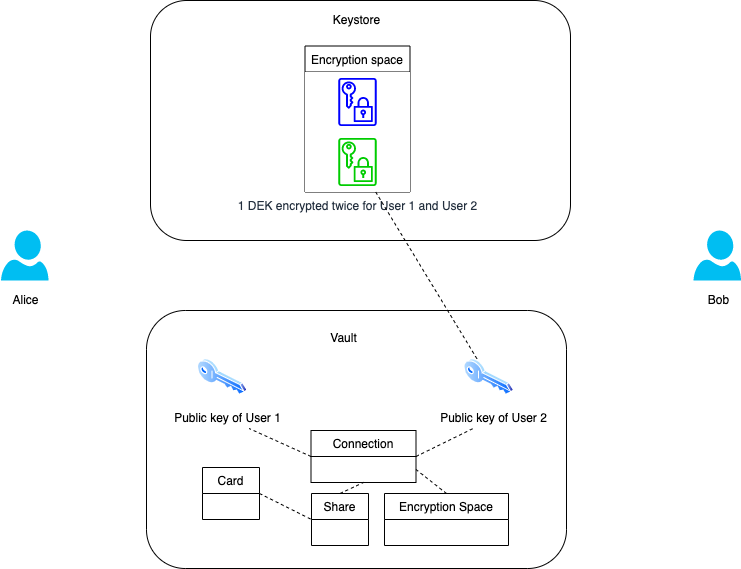 Keystore
Encryption space
1 DEK encrypted twice for User 1 and User 2
Alice
Bob
Vault
Public key of User 1
Public key of User 2
Connection
Card
Share
Encryption Space